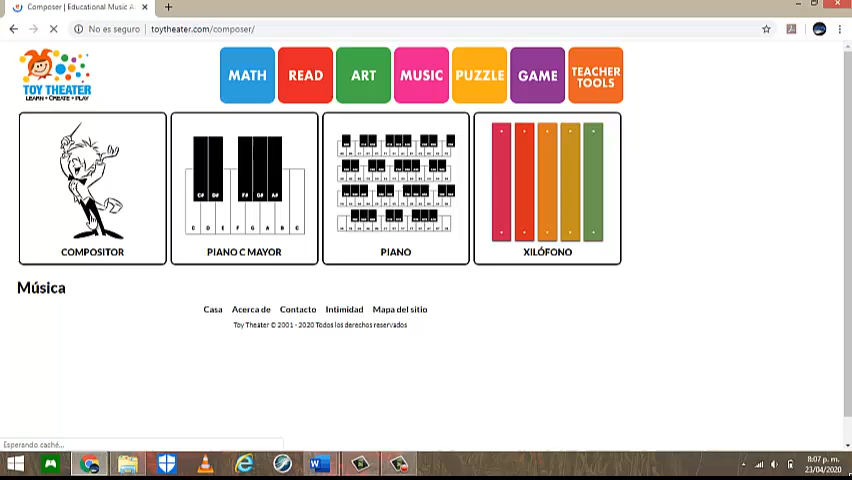 Composer | Educational Music A
No es seguro | toytheater.com/composer/
TOY THEATER
LEARN • CREATE • PLAY
MATH
READ
ART
MUSIC
PUZZLE
GAME
TEACHER TOOLS
C# D# F# G# A#
C D E F G A B C
COMPOSITOR
PIANO C MAYOR
PIANO
XILÓFONO
Música
Casa Acerca de Contacto Intimidad Mapa del sitio
Toy Theater © 2001 - 2020 Todos los derechos reservados
Esperando caché...
8:07 p. m.
23/04/2020